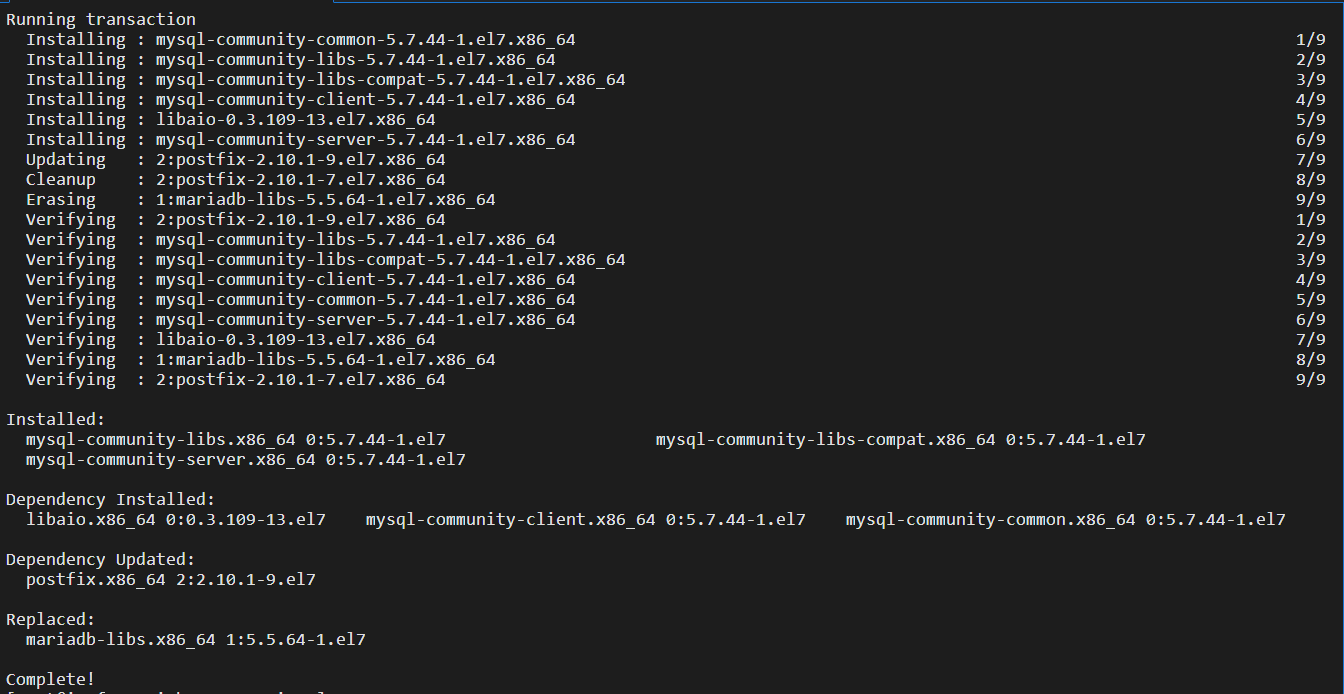 Running transaction
  Installing : mysql-community-common-5.7.44-1.el7.x86_64 1/9
  Installing : mysql-community-libs-5.7.44-1.el7.x86_64 2/9
  Installing : mysql-community-libs-compat-5.7.44-1.el7.x86_64 3/9
  Installing : mysql-community-client-5.7.44-1.el7.x86_64 4/9
  Installing : libaio-0.3.109-13.el7.x86_64 5/9
  Installing : mysql-community-server-5.7.44-1.el7.x86_64 6/9
  Updating   : 2:postfix-2.10.1-9.el7.x86_64 7/9
  Cleanup    : 2:postfix-2.10.1-7.el7.x86_64 8/9
  Erasing    : 1:mariadb-libs-5.5.64-1.el7.x86_64 9/9
  Verifying  : 2:postfix-2.10.1-9.el7.x86_64 1/9
  Verifying  : mysql-community-libs-5.7.44-1.el7.x86_64 2/9
  Verifying  : mysql-community-libs-compat-5.7.44-1.el7.x86_64 3/9
  Verifying  : mysql-community-client-5.7.44-1.el7.x86_64 4/9
  Verifying  : mysql-community-common-5.7.44-1.el7.x86_64 5/9
  Verifying  : mysql-community-server-5.7.44-1.el7.x86_64 6/9
  Verifying  : libaio-0.3.109-13.el7.x86_64 7/9
  Verifying  : 1:mariadb-libs-5.5.64-1.el7.x86_64 8/9
  Verifying  : 2:postfix-2.10.1-7.el7.x86_64 9/9

Installed:
  mysql-community-libs.x86_64 0:5.7.44-1.el7    mysql-community-libs-compat.x86_64 0:5.7.44-1.el7
  mysql-community-server.x86_64 0:5.7.44-1.el7

Dependency Installed:
  libaio.x86_64 0:0.3.109-13.el7    mysql-community-client.x86_64 0:5.7.44-1.el7    mysql-community-common.x86_64 0:5.7.44-1.el7

Dependency Updated:
  postfix.x86_64 2:2.10.1-9.el7

Replaced:
  mariadb-libs.x86_64 1:5.5.64-1.el7

Complete!